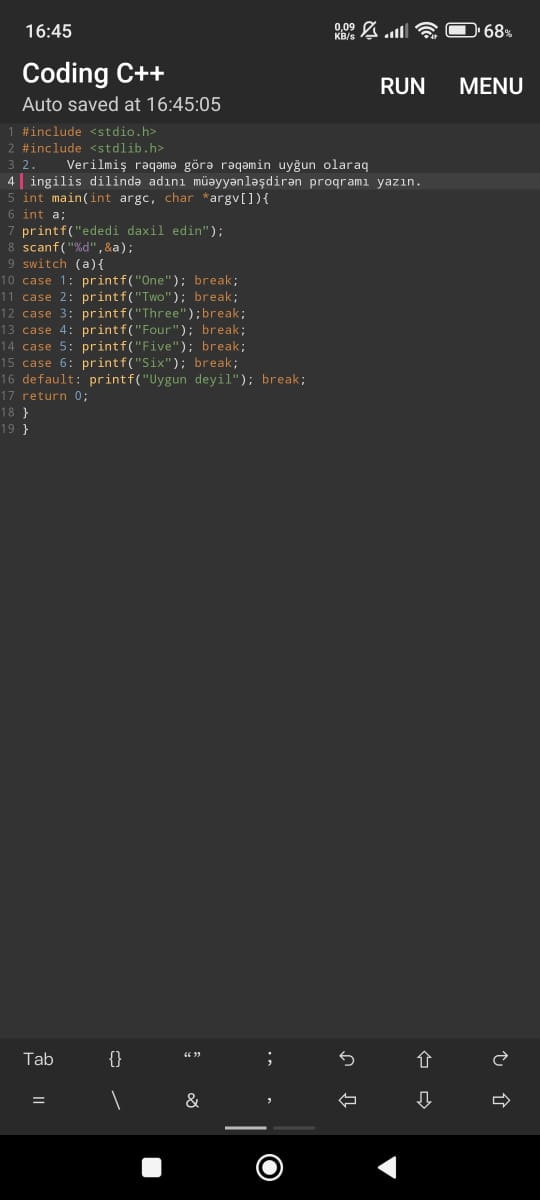 16:45
0,09 KB/s 68%
Coding C++
Auto saved at 16:45:05
RUN MENU
1 #include <stdio.h>
2 #include <stdlib.h>
3 2. Verilmiş rəqəmə görə rəqəmin uyğun olaraq
4 ingilis dilində adını müəyyənləşdirən proqramı yazın.
5 int main(int argc, char *argv[]){
6 int a;
7 printf("ededi daxil edin");
8 scanf("%d",&a);
9 switch (a){
10 case 1: printf("One"); break;
11 case 2: printf("Two"); break;
12 case 3: printf("Three");break;
13 case 4: printf("Four"); break;
14 case 5: printf("Five"); break;
15 case 6: printf("Six"); break;
16 default: printf("Uygun deyil"); break;
17 return 0;
18 }
19 }
Tab {} “” ;
= \ & ,